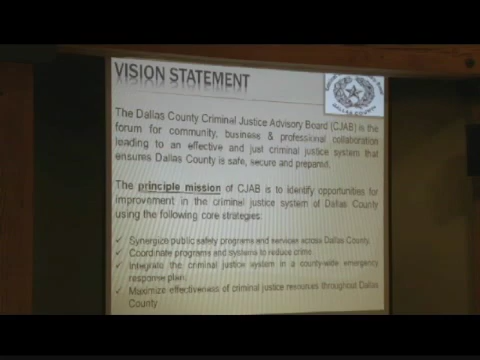 VISION STATEMENT
The Dallas County Criminal Justice Advisory Board (CJAB) is the
forum for community, business & professional collaboration
leading to an effective and just criminal justice system that
ensures Dallas County is safe, secure and prepared.
The principle mission of CJAB is to identify opportunities for
improvement in the criminal justice system of Dallas County
using the following core strategies:
✓ Synergize public safety programs and services across Dallas County.
✓ Coordinate programs and systems to reduce crime
✓ Integrate the criminal justice system in a county-wide emergency
response plan;
✓ Maximize effectiveness of criminal justice resources throughout Dallas
County